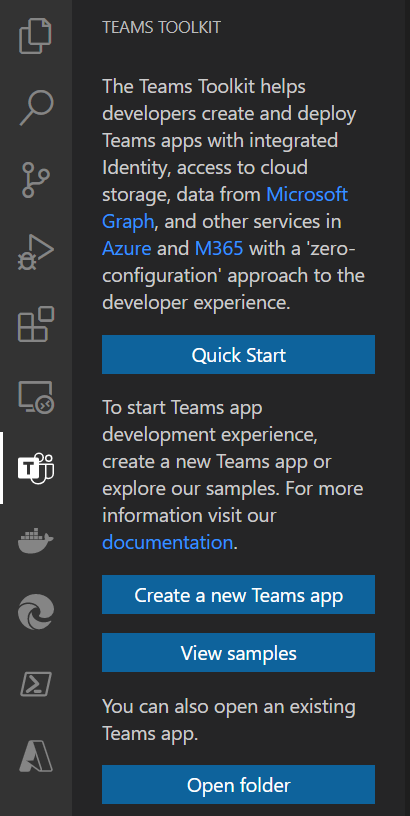 TEAMS TOOLKIT
The Teams Toolkit helps
developers create and deploy
Teams apps with integrated
Identity, access to cloud
storage, data from Microsoft
Graph, and other services in
Azure and M365 with a 'zero-
configuration' approach to the
developer experience.
Quick Start
To start Teams app
development experience,
create a new Teams app or
explore our samples. For more
information visit our
documentation.
Create a new Teams app
View samples
You can also open an existing
Teams app.
Open folder